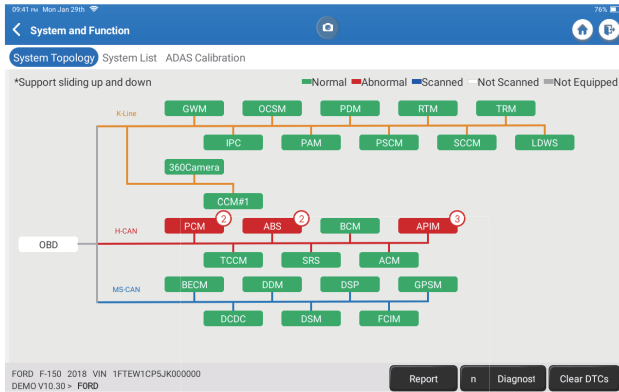 09:41 PM Mon Jan 29th 76%
System and Function
System Topology System List ADAS Calibration
*Support sliding up and down Normal Abnormal Scanned Not Scanned Not Equipped
K-Line GWM OCSM PDM RTM TRM
IPC PAM PSCM SCCM LDWS
360Camera
CCM#1
2 2 3
H-CAN PCM ABS BCM APIM
OBD
TCCM SRS ACM
MS-CAN BECM DDM DSP GPSM
DCDC DSM FCIM
FORD F-150 2018 VIN 1FTEW1CP5JK000000
DEMO V10.30 > FORD
Report n Diagnost Clear DTCs